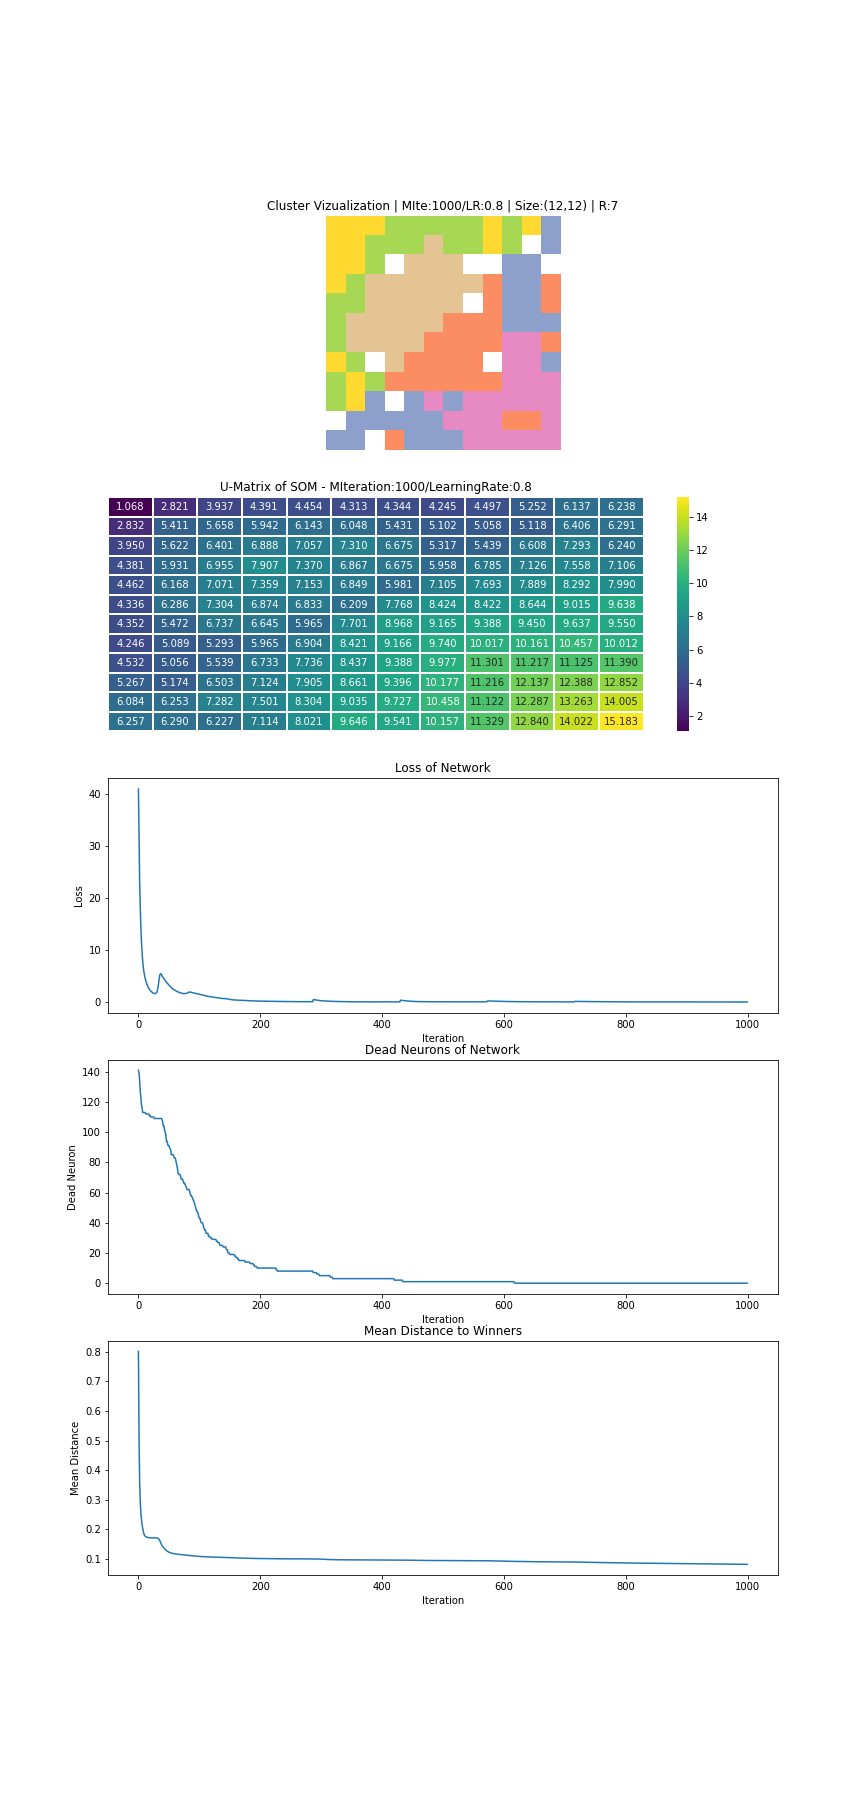 Cluster Vizualization | MIte:1000/LR:0.8 | Size:(12,12) | R:7
U-Matrix of SOM - MIteration:1000/LearningRate:0.8
1.068 2.821 3.937 4.391 4.454 4.313 4.344 4.245 4.497 5.252 6.137 6.238
2.832 5.411 5.658 5.942 6.143 6.048 5.431 5.102 5.058 5.118 6.406 6.291
3.950 5.622 6.401 6.888 7.057 7.310 6.675 5.317 5.439 6.608 7.293 6.240
4.381 5.931 6.955 7.907 7.370 6.867 6.675 5.958 6.785 7.126 7.558 7.106
4.462 6.168 7.071 7.359 7.153 6.849 5.981 7.105 7.693 7.889 8.292 7.990
4.336 6.286 7.304 6.874 6.833 6.209 7.768 8.424 8.422 8.644 9.015 9.638
4.352 5.472 6.737 6.645 5.965 7.701 8.968 9.165 9.388 9.450 9.637 9.550
4.246 5.089 5.293 5.965 6.904 8.421 9.166 9.740 10.017 10.161 10.457 10.012
4.532 5.056 5.539 6.733 7.736 8.437 9.388 9.977 11.301 11.217 11.125 11.390
5.267 5.174 6.503 7.124 7.905 8.661 9.396 10.177 11.216 12.137 12.388 12.852
6.084 6.253 7.282 7.501 8.304 9.035 9.727 10.458 11.122 12.287 13.263 14.005
6.257 6.290 6.227 7.114 8.021 9.646 9.541 10.157 11.329 12.840 14.022 15.183
14
12
10
8
6
4
2
Loss of Network
40
30
20
10
0
Loss
0 200 400 600 800 1000
Iteration
Dead Neurons of Network
140
120
100
80
60
40
20
0
Dead Neuron
0 200 400 600 800 1000
Iteration
Mean Distance to Winners
0.8
0.7
0.6
0.5
0.4
0.3
0.2
0.1
Mean Distance
0 200 400 600 800 1000
Iteration